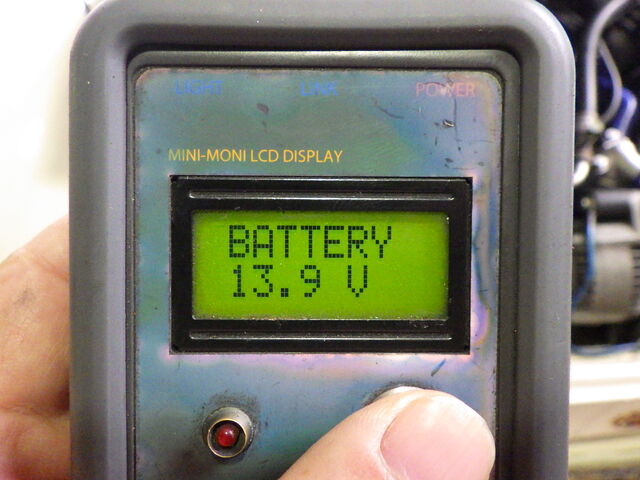 LIGHT LINK POWER
MINI-MONI LCD DISPLAY
BATTERY
13.9 V